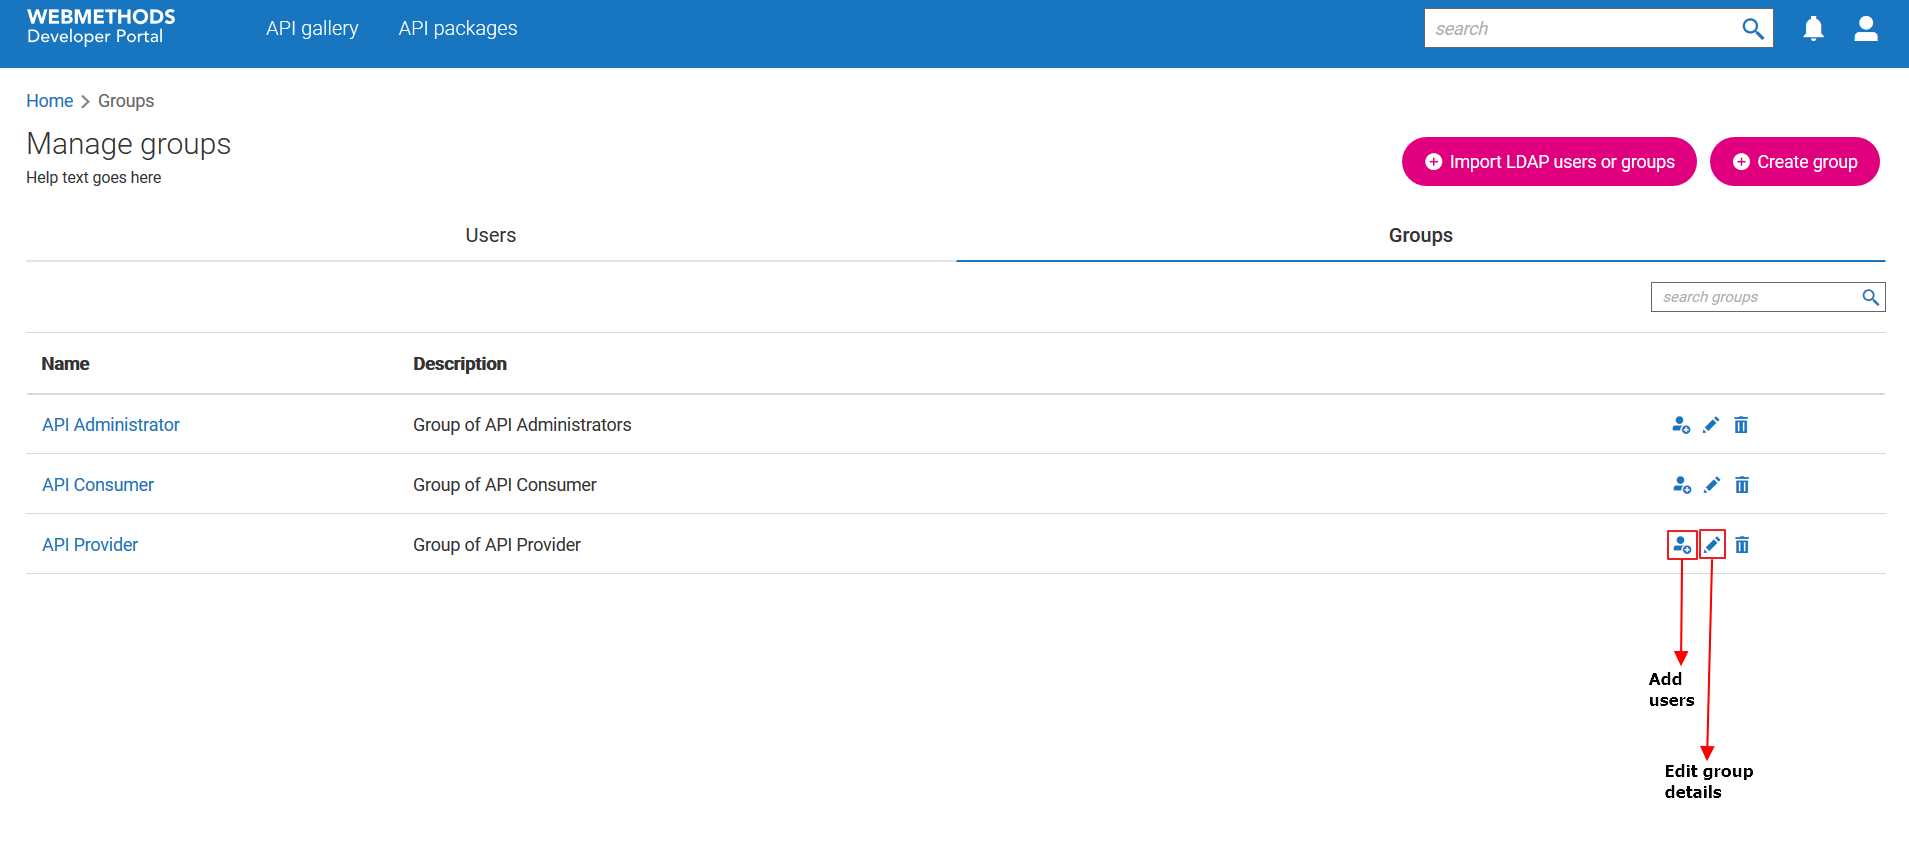 WEBMETHODS
Developer Portal
API gallery
API packages
search
Home > Groups
Manage groups
Help text goes here
Import LDAP users or groups
Create group
Users
Groups
search groups
Name
Description
API Administrator
Group of API Administrators
API Consumer
Group of API Consumer
API Provider
Group of API Provider
Add
users
Edit group
details